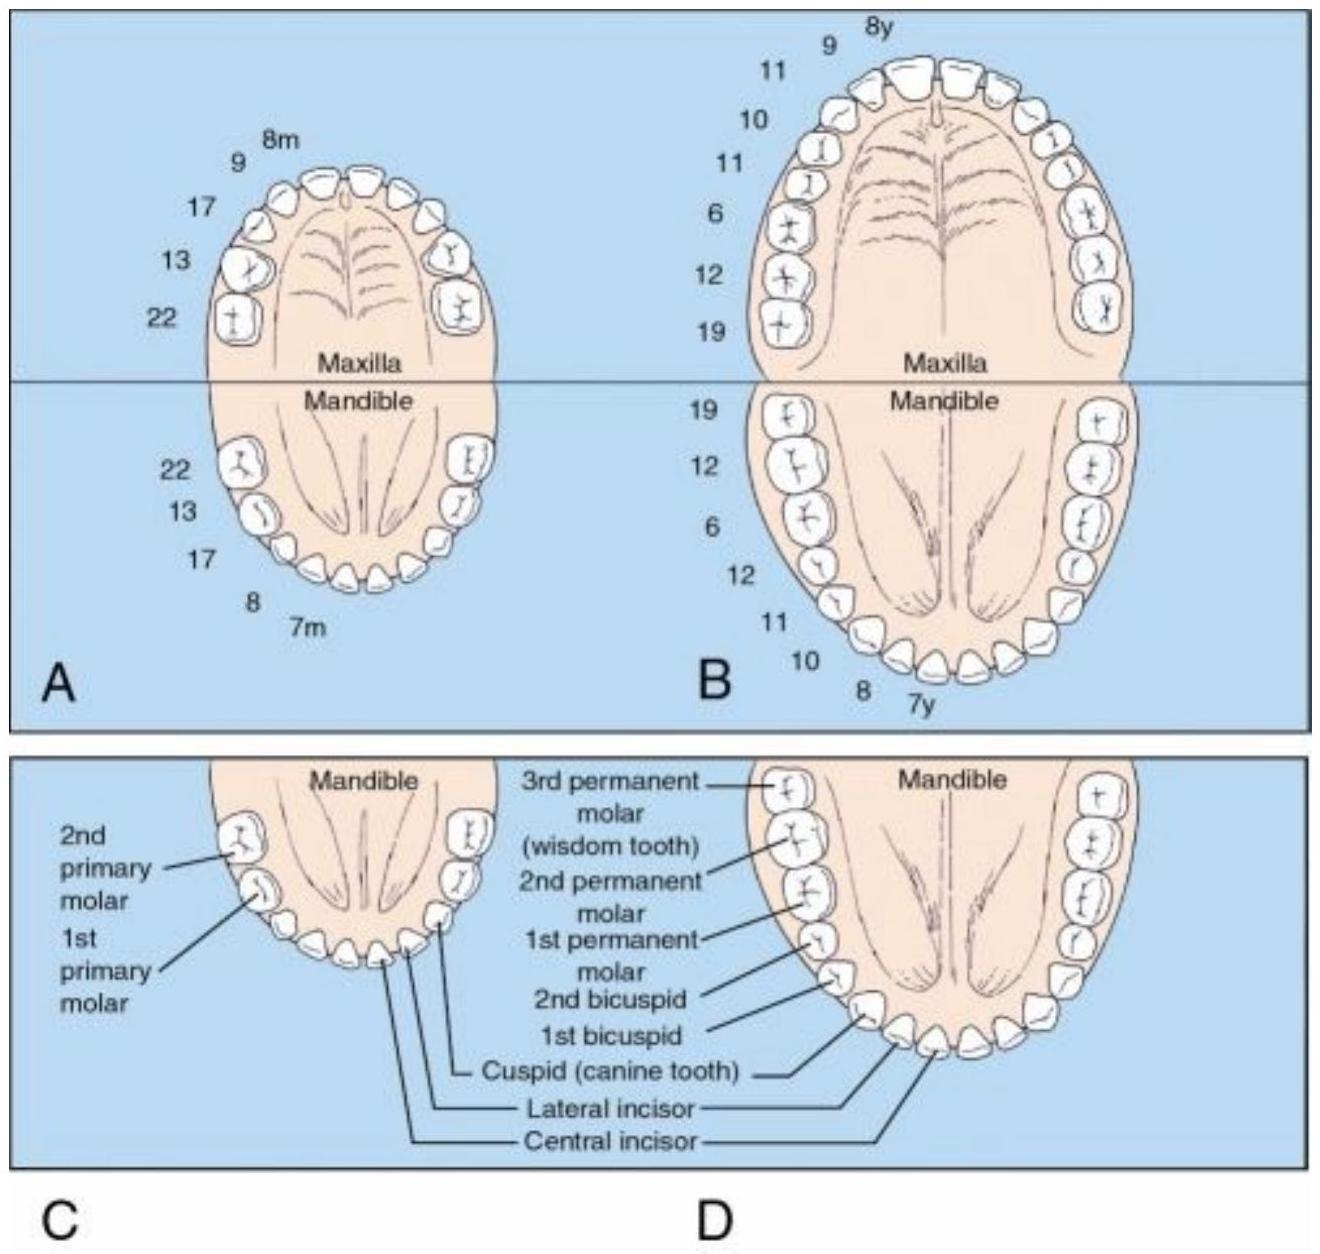 8m
9
17
13
22
Maxilla
Mandible
22
13
17
8
7m
A
8y
9
11
10
11
6
12
19
Maxilla
Mandible
19
12
6
12
11
10
8
7y
B
Mandible
2nd
primary
molar
1st
primary
molar
3rd permanent
molar
(wisdom tooth)
2nd permanent
molar
1st permanent
molar
2nd bicuspid
1st bicuspid
Cuspid (canine tooth)
Lateral incisor
Central incisor
Mandible
C
D